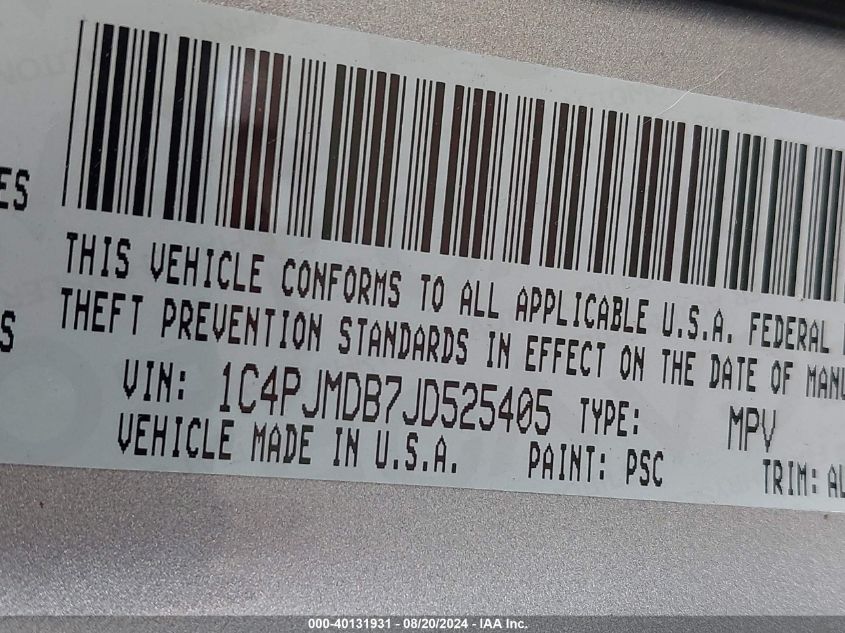 ES
THIS VEHICLE CONFORMS TO ALL APPLICABLE U.S.A. FEDERAL
S
THEFT PREVENTION STANDARDS IN EFFECT ON THE DATE OF MANU
VIN: 1C4PJMDB7JD525405 TYPE: MPV
VEHICLE MADE IN U.S.A. PAINT: PSC TRIM: AL
000-40131931 - 08/20/2024 - IAA Inc.